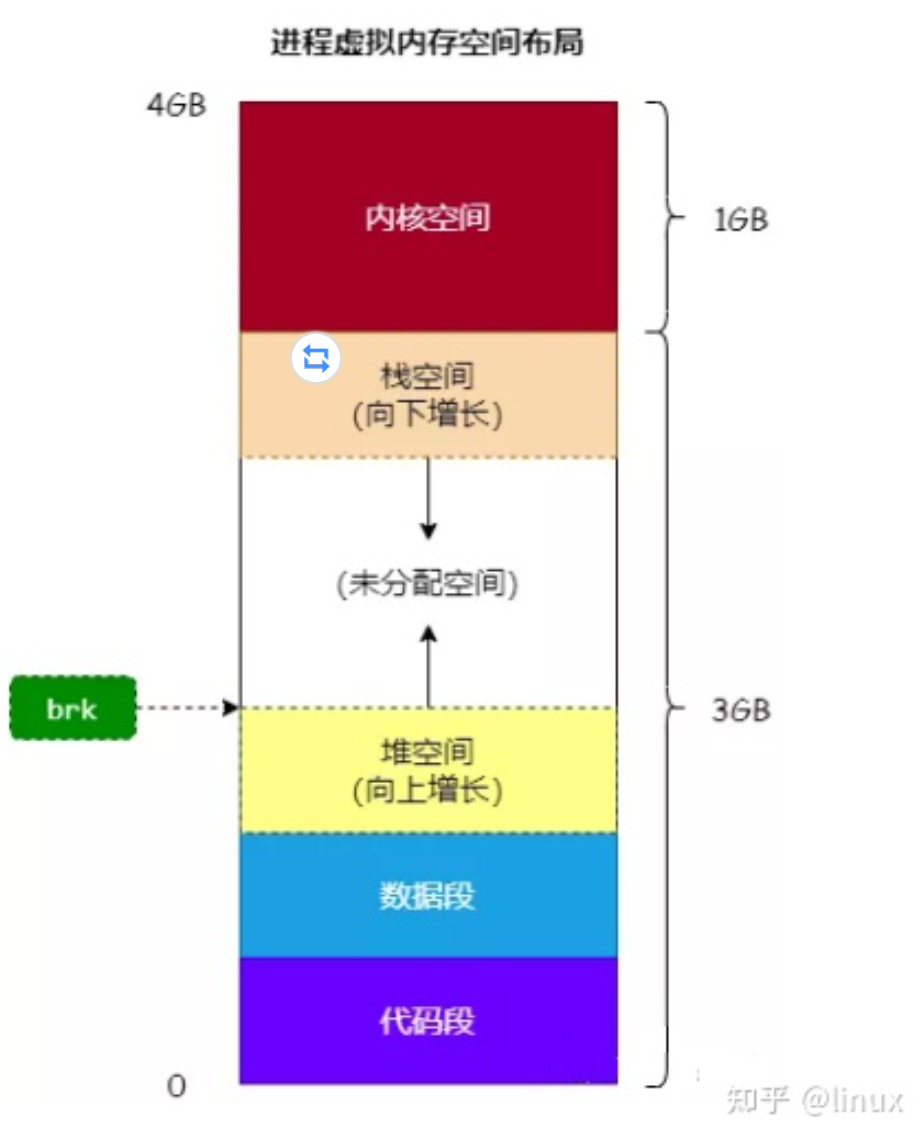 进程虚拟内存空间布局
4GB
内核空间
1GB
栈空间
(向下增长)
(未分配空间)
brk
3GB
堆空间
(向上增长)
数据段
代码段
0
知乎 @linux